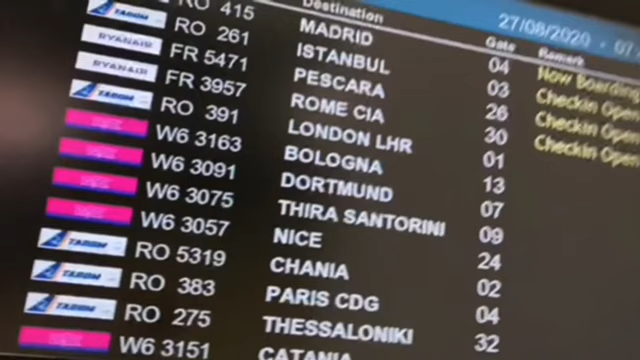 Destination Gate Remark 27/08/2020 - 07
RO 415 MADRID 04 Now Boarding
TAROM RO 261 ISTANBUL 03 Checkin Open
RYANAIR FR 5471 PESCARA 26 Checkin Open
RYANAIR FR 3957 ROME CIA 30 Checkin Open
TAROM RO 391 LONDON LHR 01
W6 3163 BOLOGNA 13
W6 3091 DORTMUND 07
W6 3075 THIRA SANTORINI 09
W6 3057 NICE 24
TAROM RO 5319 CHANIA 02
TAROM RO 383 PARIS CDG 04
TAROM RO 275 THESSALONIKI 32
W6 3151 CATANIA